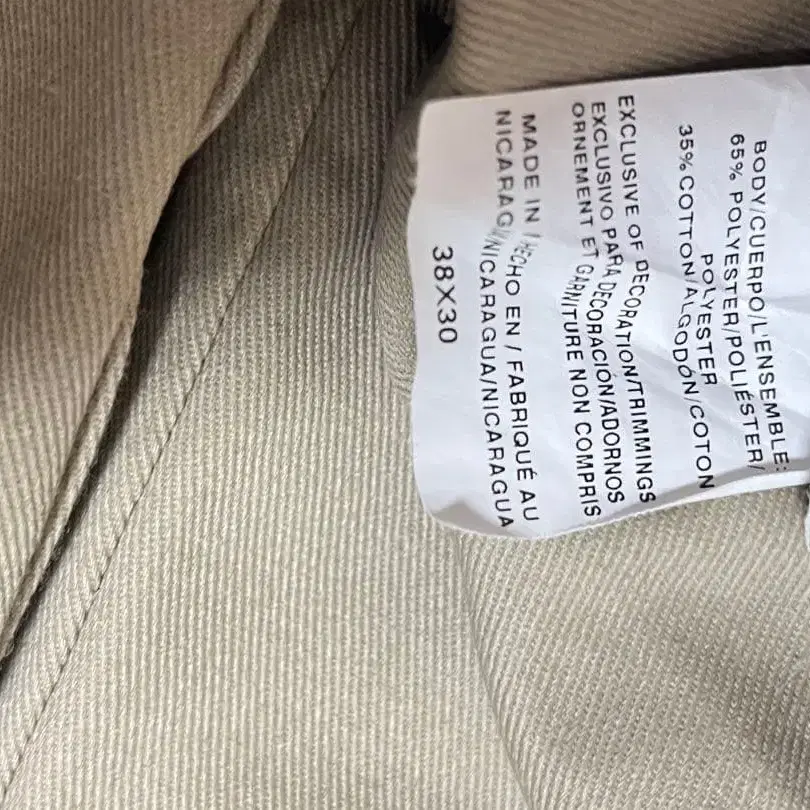 BODY/CUERPO/L'ENSEMBLE:
65% POLYESTER/POLIÉSTER/
POLYESTER
35% COTTON/ALGODÓN/COTON
EXCLUSIVE OF DECORATION/TRIMMINGS
EXCLUSIVO PARA DECORACIÓN/ADORNOS
ORNEMENT ET GARNITURE NON COMPRIS
MADE IN / HECHO EN / FABRIQUÉ AU
NICARAGUA/NICARAGUA/NICARAGUA
38X30